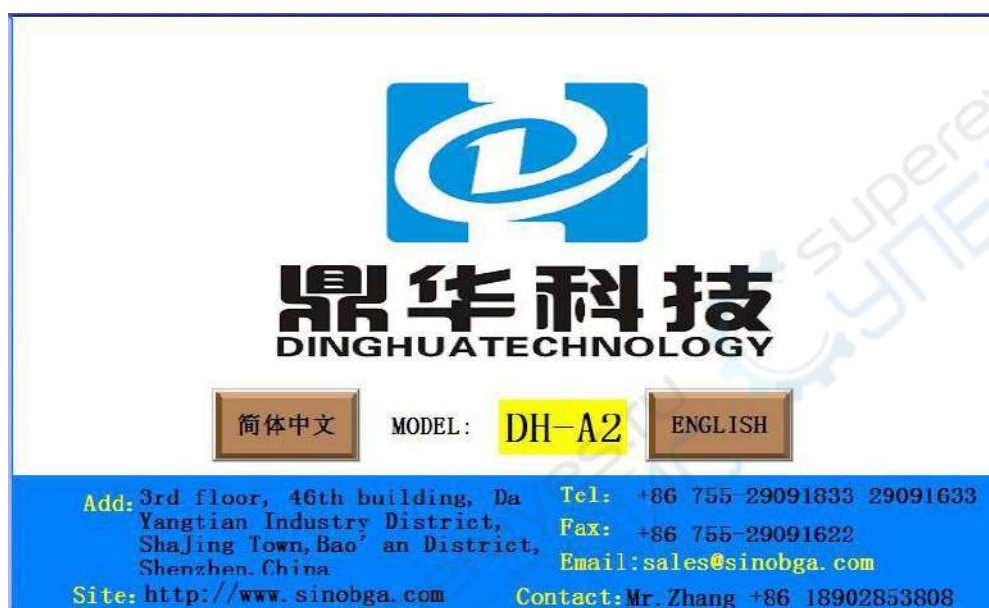 鼎华科技
DINGHUATECHNOLOGY
简体中文 MODEL: DH-A2 ENGLISH
Add: 3rd floor, 46th building, Da
Yangtian Industry District,
ShaJing Town, Bao' an District,
Shenzhen. China
Tel: +86 755-29091833 29091633
Fax: +86 755-29091622
Email:sales@sinobga.com
Site: http://www.sinobga.com
Contact:Mr.Zhang +86 18902853808